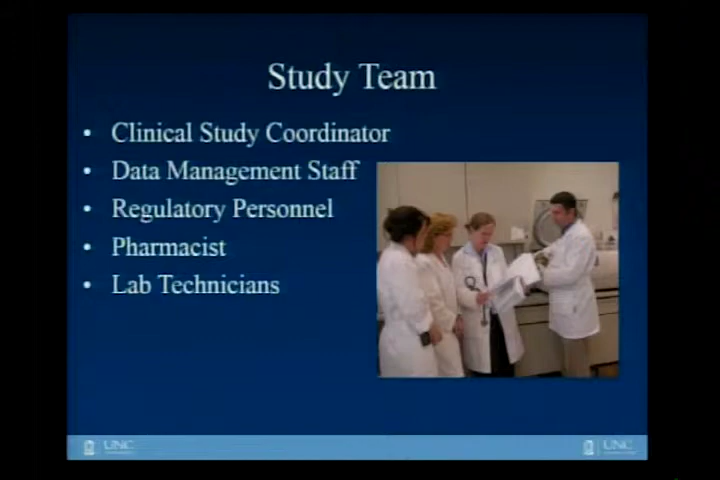 Study Team
• Clinical Study Coordinator
• Data Management Staff
• Regulatory Personnel
• Pharmacist
• Lab Technicians
UNC
UNC